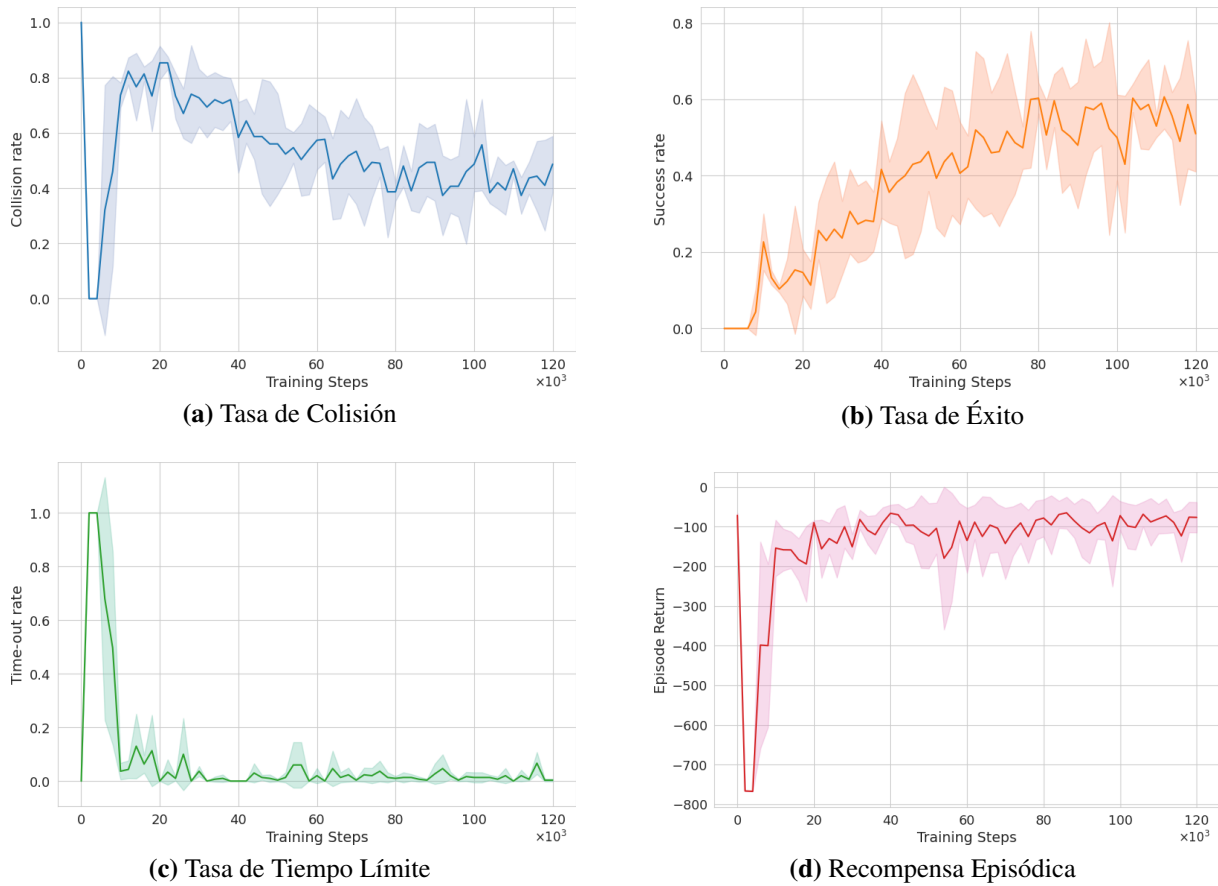 1.0
0.8
0.6
0.4
0.2
0.0
Collision rate
0 20 40 60 80 100 120
Training Steps
×10³
(a) Tasa de Colisión
0.8
0.6
0.4
0.2
0.0
Success rate
0 20 40 60 80 100 120
Training Steps
×10³
(b) Tasa de Éxito
1.0
0.8
0.6
0.4
0.2
0.0
Time-out rate
0 20 40 60 80 100 120
Training Steps
×10³
(c) Tasa de Tiempo Límite
0
−100
−200
−300
−400
−500
−600
−700
−800
Episode Return
0 20 40 60 80 100 120
Training Steps
×10³
(d) Recompensa Episódica